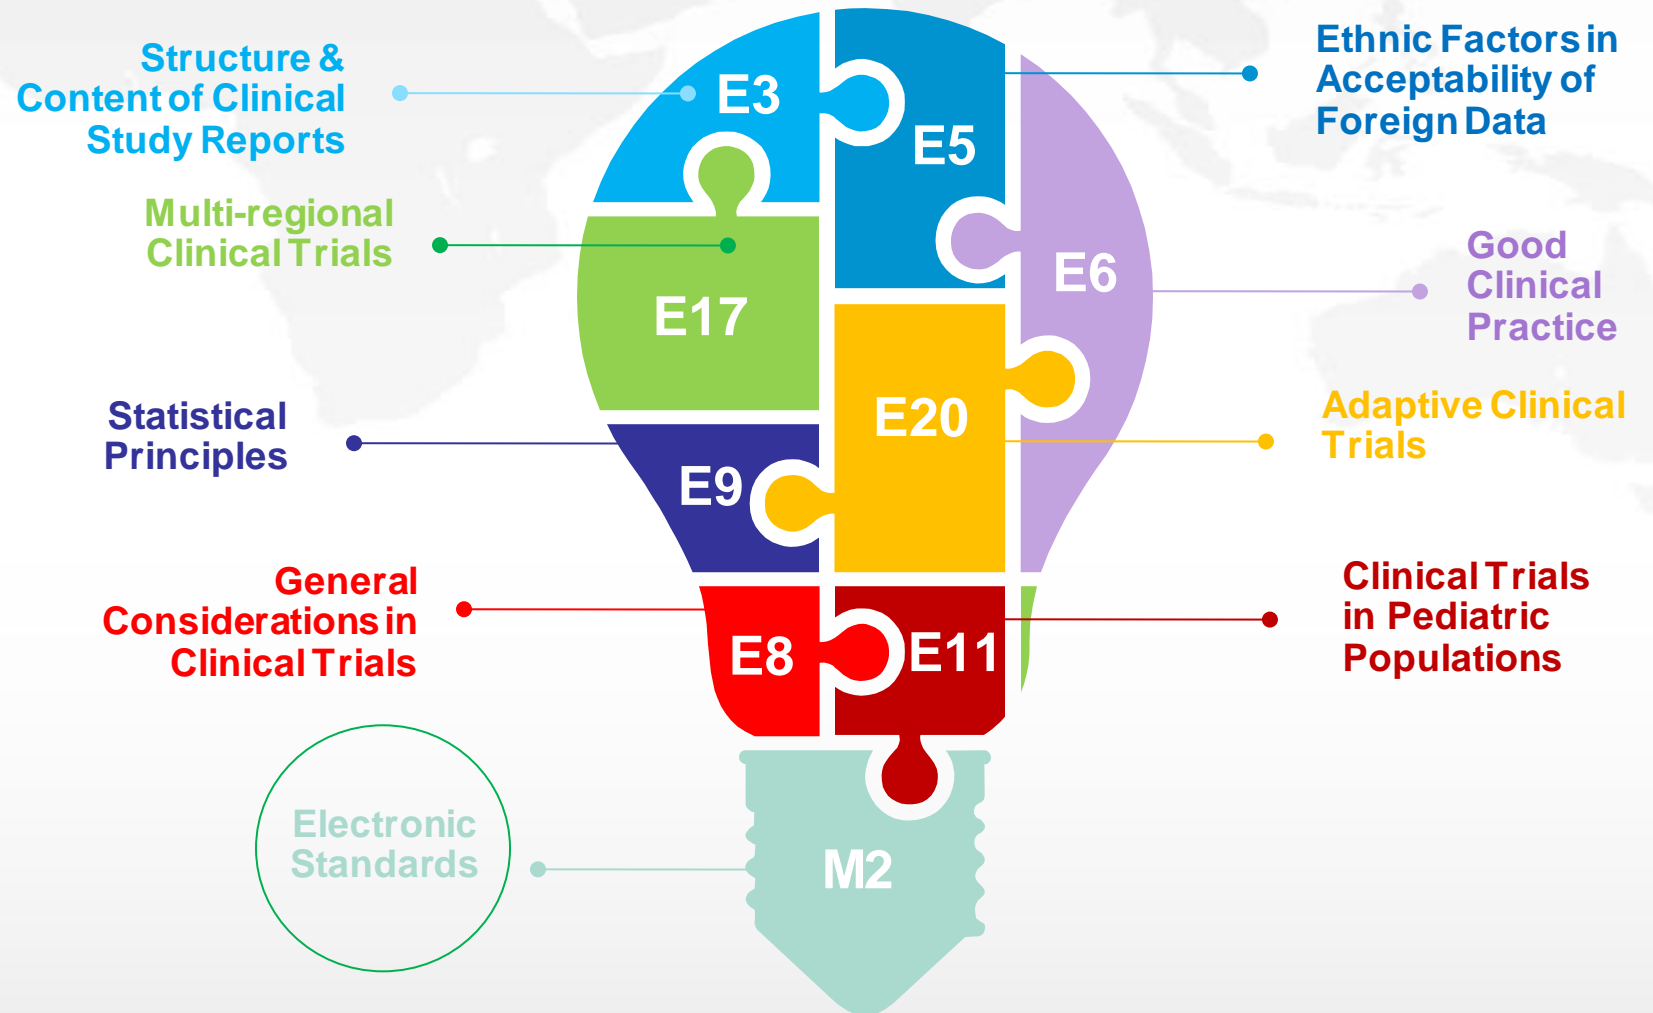 Structure &
Content of Clinical
Study Reports
E3
E5
Ethnic Factors in
Acceptability of
Foreign Data
Multi-regional
Clinical Trials
E17
E6
Good
Clinical
Practice
Statistical
Principles
E9
E20
Adaptive Clinical
Trials
General
Considerations in
Clinical Trials
E8
E11
Clinical Trials
in Pediatric
Populations
Electronic
Standards
M2